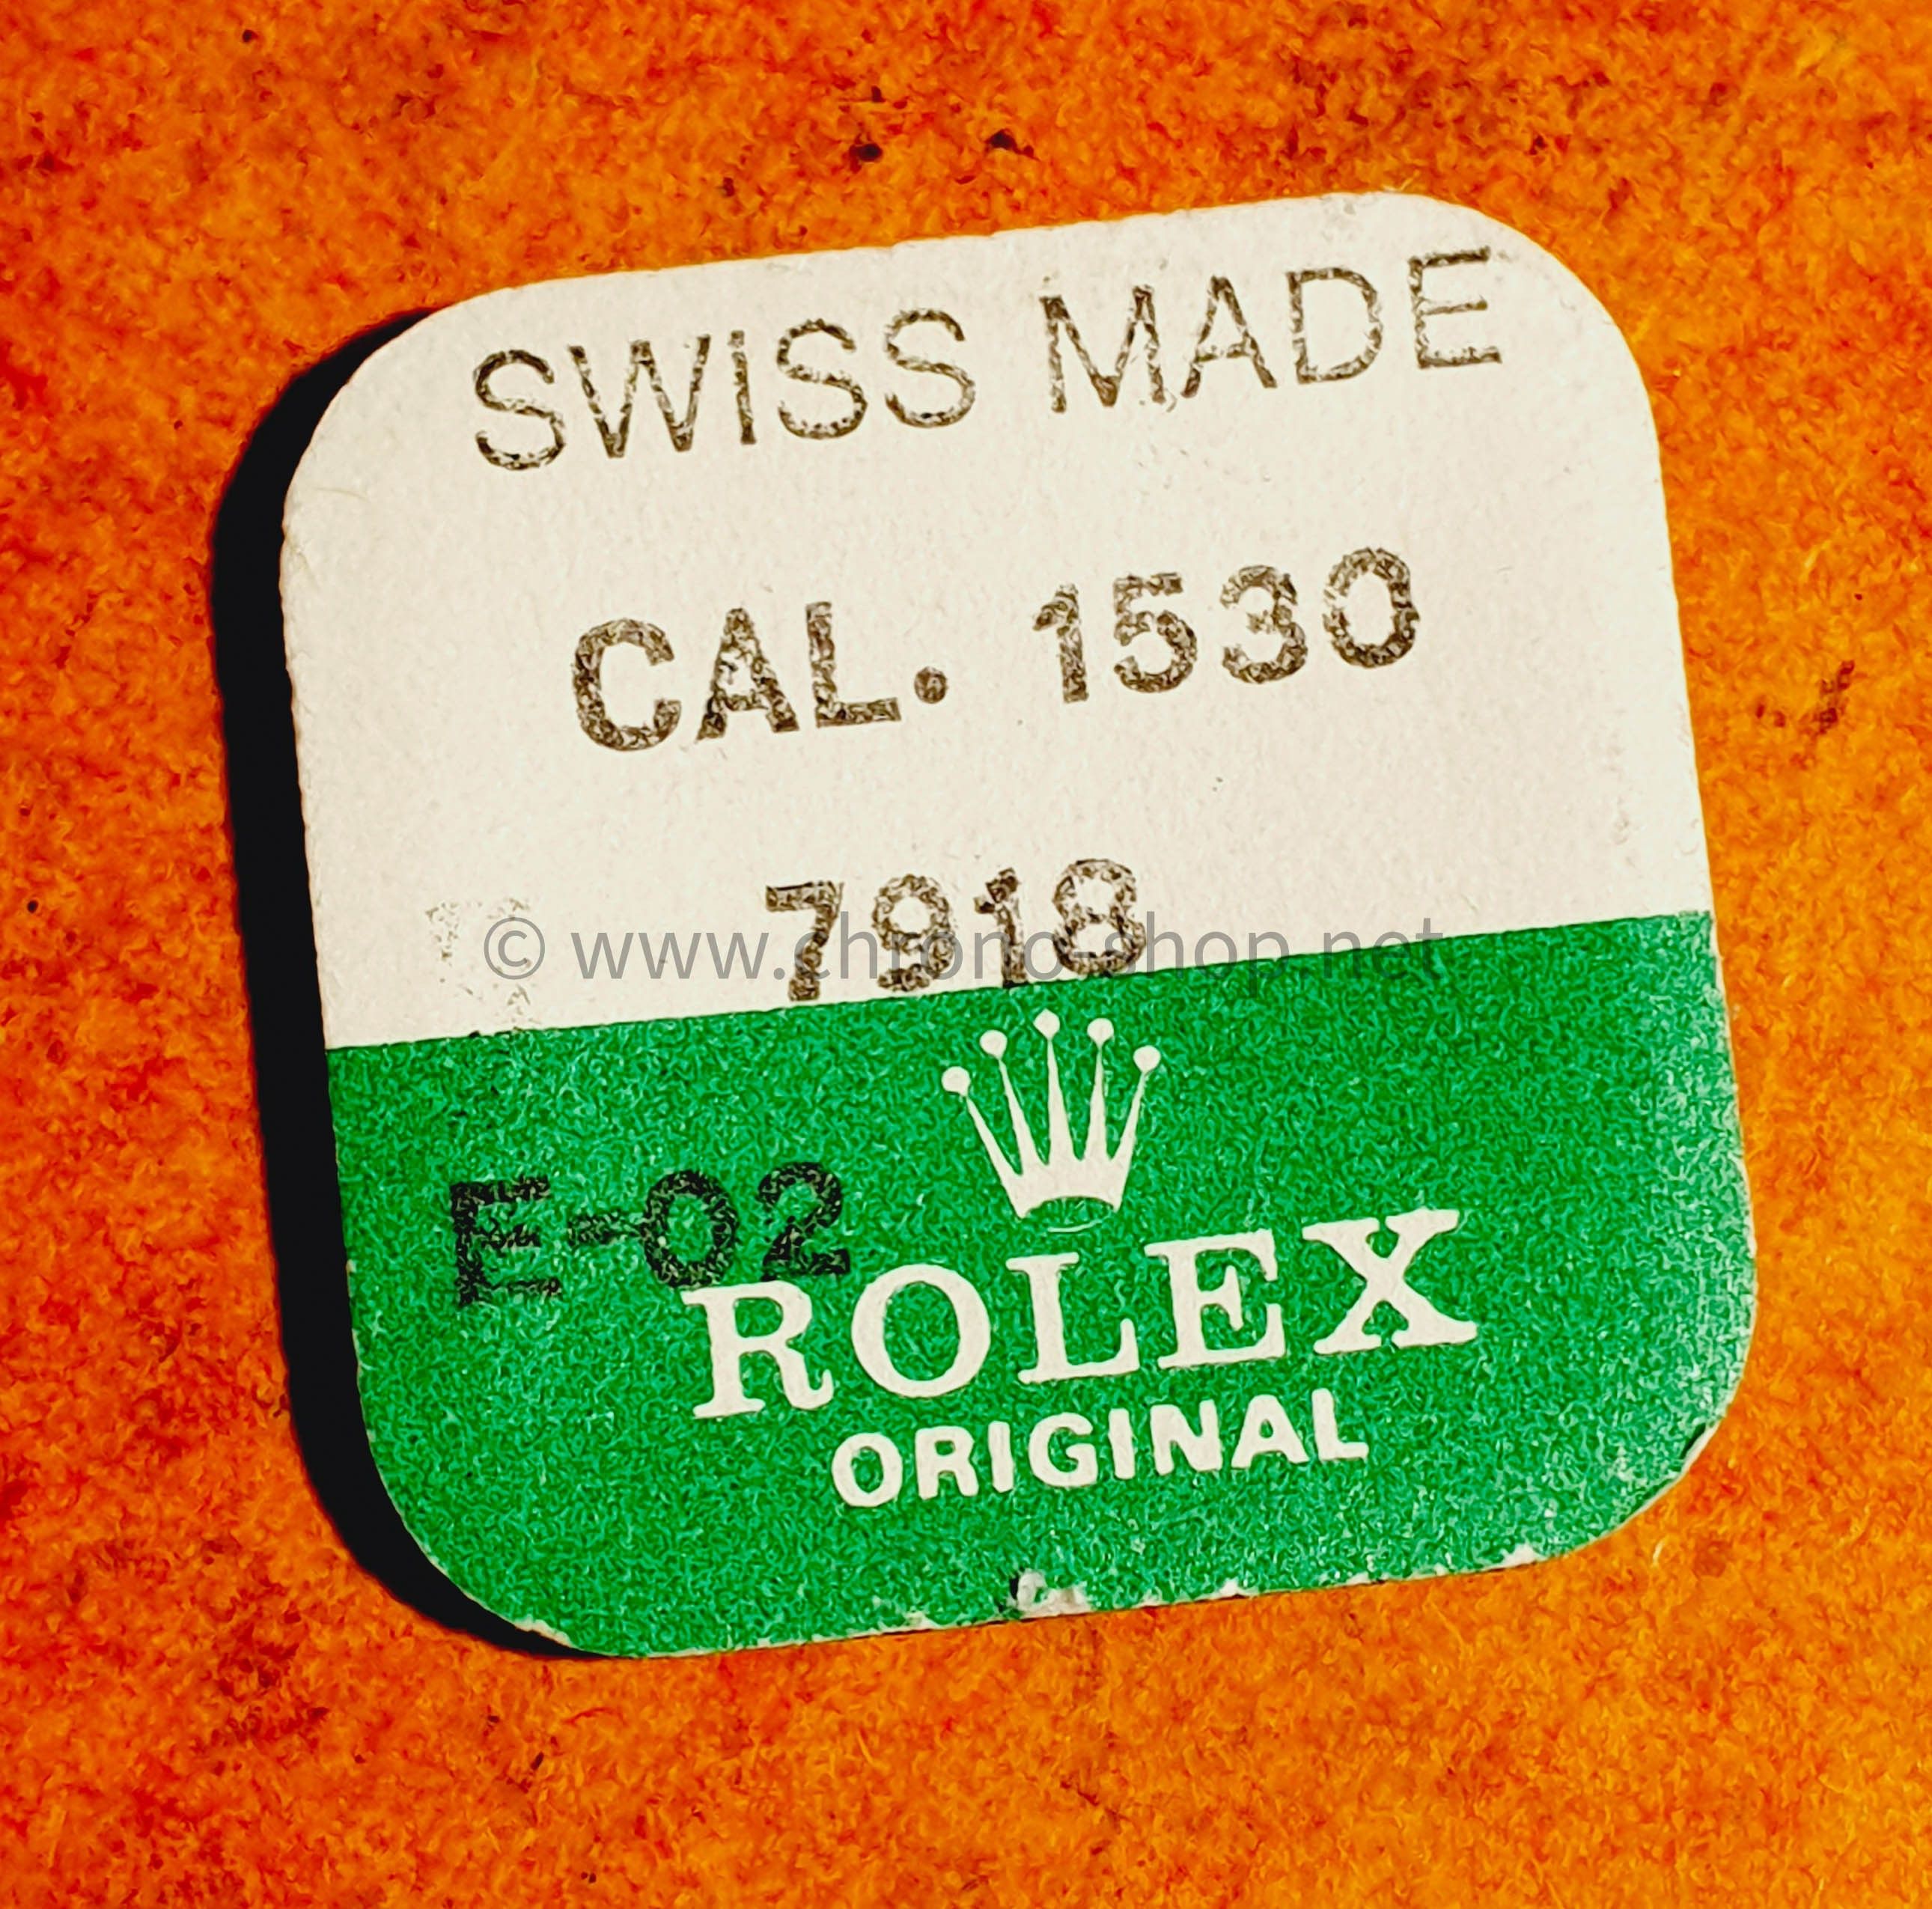 SWISS MADE
CAL. 1530
7918
© www.chrono-shop.net
E-02
ROLEX
ORIGINAL